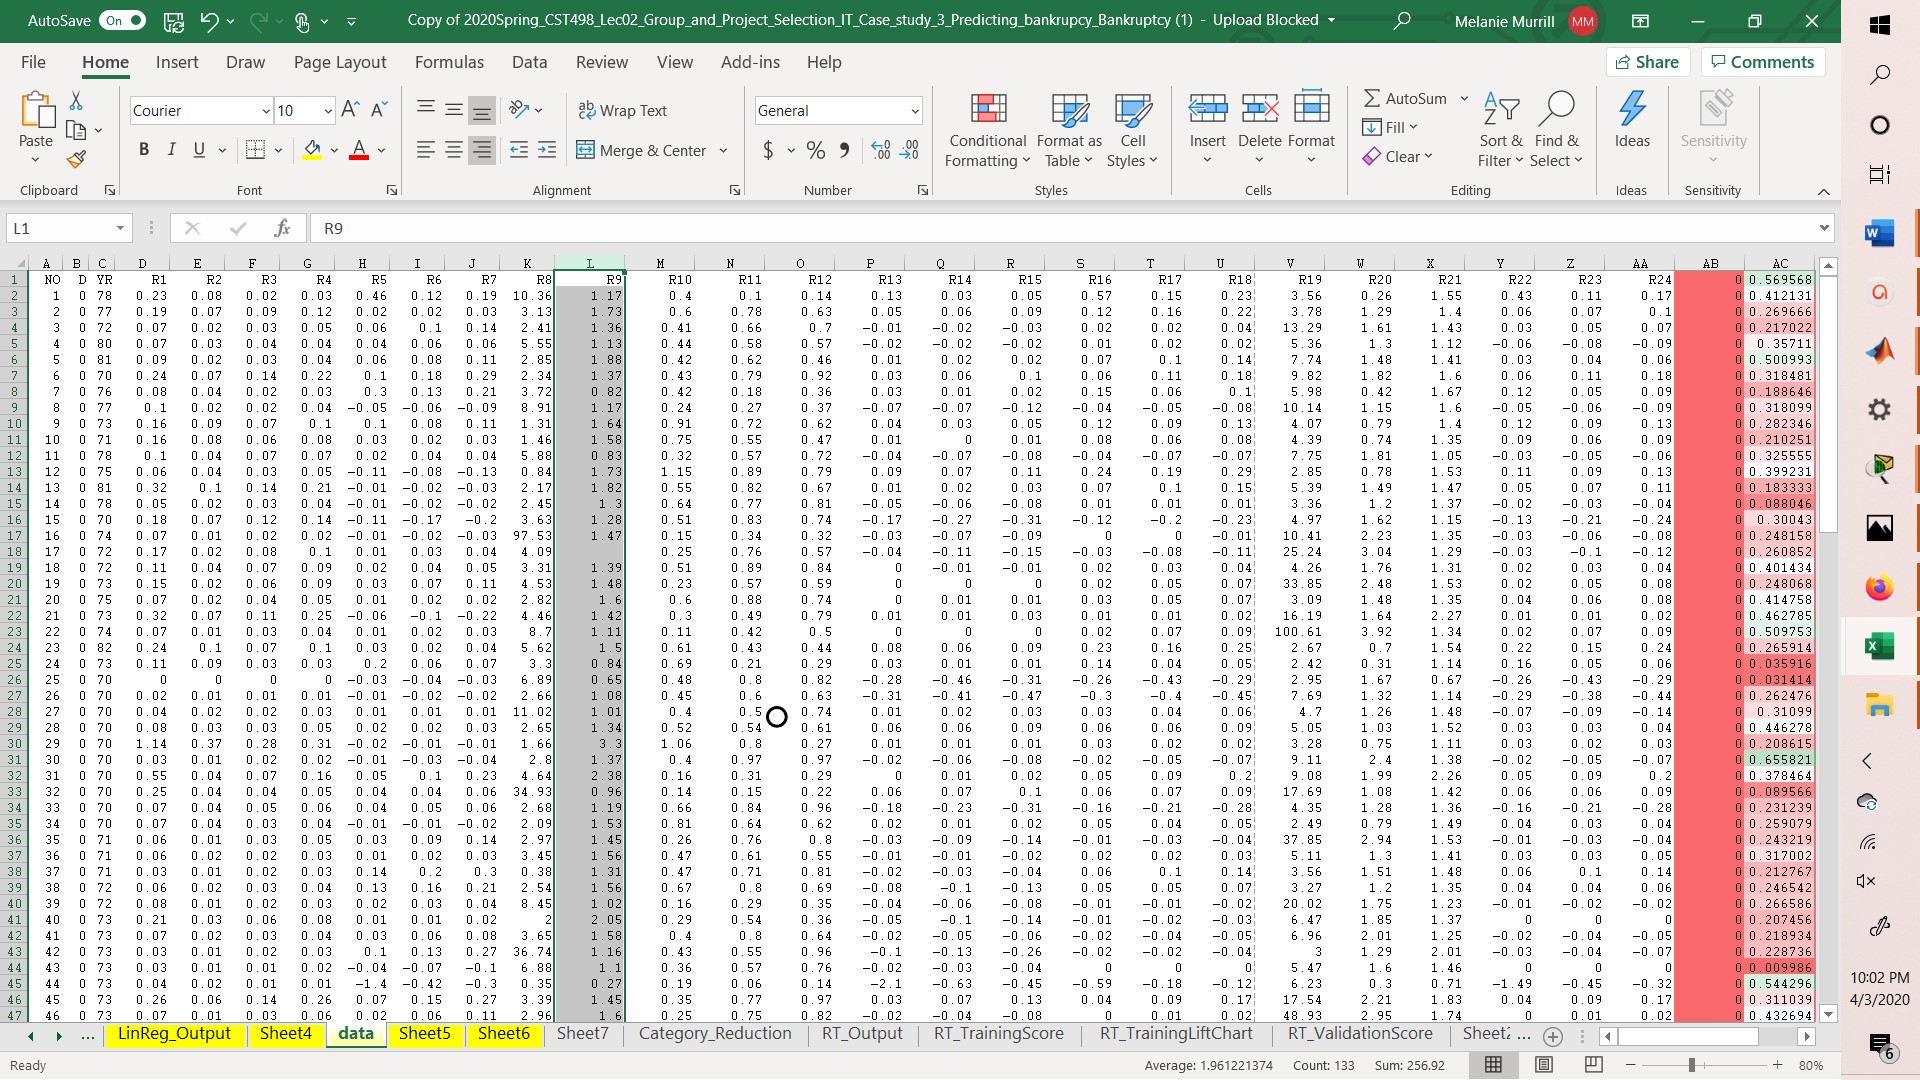 AutoSave On Copy of 2020Spring_CST498_Lec02_Group_and_Project_Selection_IT_Case_study_3_Predicting_bankrupcy_Bankruptcy (1) - Upload Blocked Melanie Murrill MM
File Home Insert Draw Page Layout Formulas Data Review View Add-ins Help Share Comments
Paste Courier 10 Wrap Text General Conditional Formatting Format as Table Cell Styles Insert Delete Format AutoSum Fill Clear Sort & Filter Find & Select Ideas Sensitivity
B I U A Merge & Center $ %
Clipboard Font Alignment Number Styles Cells Editing Ideas Sensitivity
L1 fx R9
A B C D E F G H I J K L M N O P Q R S T U V W X Y Z AA AB AC
1 NO D YR R1 R2 R3 R4 R5 R6 R7 R8 R9 R10 R11 R12 R13 R14 R15 R16 R17 R18 R19 R20 R21 R22 R23 R24 0 0.569568
2 1 0 78 0.23 0.08 0.02 0.03 0.46 0.12 0.19 10.36 1.17 0.4 0.1 0.14 0.13 0.03 0.05 0.57 0.15 0.23 3.56 0.26 1.55 0.43 0.11 0.17 0 0.412131
3 2 0 77 0.19 0.07 0.09 0.12 0.02 0.02 0.03 3.13 1.73 0.6 0.78 0.63 0.05 0.06 0.09 0.12 0.16 0.22 3.78 1.29 1.4 0.06 0.07 0.1 0 0.269666
4 3 0 72 0.07 0.02 0.03 0.05 0.06 0.1 0.14 2.41 1.36 0.41 0.66 0.7 -0.01 -0.02 -0.03 0.02 0.02 0.04 13.29 1.61 1.43 0.03 0.05 0.07 0 0.217022
5 4 0 80 0.07 0.03 0.04 0.04 0.04 0.06 0.06 5.55 1.13 0.44 0.58 0.57 -0.02 -0.02 -0.02 0.01 0.02 0.02 5.36 1.3 1.12 -0.06 -0.08 -0.09 0 0.35711
6 5 0 81 0.09 0.02 0.03 0.04 0.06 0.08 0.11 2.85 1.88 0.42 0.62 0.46 0.01 0.02 0.02 0.07 0.1 0.14 7.74 1.48 1.41 0.03 0.04 0.06 0 0.500993
7 6 0 70 0.24 0.07 0.14 0.22 0.1 0.18 0.29 2.34 1.37 0.43 0.79 0.92 0.03 0.06 0.1 0.06 0.11 0.18 9.82 1.82 1.6 0.06 0.11 0.18 0 0.318481
8 7 0 76 0.08 0.04 0.02 0.03 0.3 0.13 0.21 3.72 0.82 0.42 0.18 0.36 0.03 0.01 0.02 0.15 0.06 0.1 5.98 0.42 1.67 0.12 0.05 0.09 0 0.188646
9 8 0 77 0.1 0.02 0.02 0.04 -0.05 -0.06 -0.09 8.91 1.17 0.24 0.27 0.37 -0.07 -0.07 -0.12 -0.04 -0.05 -0.08 10.14 1.15 1.6 -0.05 -0.06 -0.09 0 0.318099
10 9 0 73 0.16 0.09 0.07 0.1 0.1 0.08 0.11 1.31 1.64 0.91 0.72 0.62 0.04 0.03 0.05 0.12 0.09 0.13 4.07 0.79 1.4 0.12 0.09 0.13 0 0.282346
11 10 0 71 0.16 0.08 0.06 0.08 0.03 0.02 0.03 1.46 1.58 0.75 0.55 0.47 0.01 0 0.01 0.08 0.06 0.08 4.39 0.74 1.35 0.09 0.06 0.09 0 0.210251
12 11 0 78 0.1 0.04 0.07 0.07 0.02 0.04 0.04 5.88 0.83 0.32 0.57 0.72 -0.04 -0.07 -0.08 -0.04 -0.07 -0.07 7.75 1.81 1.05 -0.03 -0.05 -0.06 0 0.325555
13 12 0 75 0.06 0.04 0.03 0.05 -0.11 -0.08 -0.13 0.84 1.73 1.15 0.89 0.79 0.09 0.07 0.11 0.24 0.19 0.29 2.85 0.78 1.53 0.11 0.09 0.13 0 0.399231
14 13 0 81 0.32 0.1 0.14 0.21 -0.01 -0.02 -0.03 2.17 1.82 0.55 0.82 0.67 0.01 0.02 0.03 0.07 0.1 0.15 5.39 1.49 1.47 0.05 0.07 0.11 0 0.183333
15 14 0 78 0.05 0.02 0.03 0.04 -0.01 -0.02 -0.02 2.45 1.3 0.64 0.77 0.81 -0.05 -0.06 -0.08 0.01 0.01 0.01 3.36 1.2 1.37 -0.02 -0.03 -0.04 0 0.088046
16 15 0 70 0.18 0.07 0.12 0.14 -0.11 -0.17 -0.2 3.63 1.28 0.51 0.83 0.74 -0.17 -0.27 -0.31 -0.12 -0.2 -0.23 4.97 1.62 1.15 -0.13 -0.21 -0.24 0 0.30043
17 16 0 74 0.07 0.01 0.02 0.02 -0.01 -0.02 -0.03 97.53 1.47 0.15 0.34 0.32 -0.03 -0.07 -0.09 0 0 -0.01 10.41 2.23 1.35 -0.03 -0.06 -0.08 0 0.248158
18 17 0 72 0.17 0.02 0.08 0.1 0.01 0.03 0.04 4.09 0.25 0.76 0.57 -0.04 -0.11 -0.15 -0.03 -0.08 -0.11 25.24 3.04 1.29 -0.03 -0.1 -0.12 0 0.260852
19 18 0 72 0.11 0.04 0.07 0.09 0.02 0.04 0.05 3.31 1.39 0.51 0.89 0.84 0 -0.01 -0.01 0.02 0.03 0.04 4.26 1.76 1.31 0.02 0.03 0.04 0 0.401434
20 19 0 73 0.15 0.02 0.06 0.09 0.03 0.07 0.11 4.53 1.48 0.23 0.57 0.59 0 0 0 0.02 0.05 0.07 33.85 2.48 1.53 0.02 0.05 0.08 0 0.248068
21 20 0 75 0.07 0.02 0.04 0.05 0.01 0.02 0.02 2.82 1.6 0.6 0.88 0.74 0 0.01 0.01 0.03 0.05 0.07 3.09 1.48 1.35 0.04 0.06 0.08 0 0.414758
22 21 0 73 0.32 0.07 0.11 0.25 -0.06 -0.1 -0.22 4.46 1.42 0.3 0.49 0.79 0.01 0.01 0.03 0.01 0.01 0.02 16.19 1.64 2.27 0.01 0.01 0.02 0 0.462785
23 22 0 74 0.07 0.01 0.03 0.04 0.01 0.02 0.03 8.7 1.11 0.11 0.42 0.5 0 0 0 0.02 0.07 0.09 100.61 3.92 1.34 0.02 0.07 0.09 0 0.509753
24 23 0 82 0.24 0.1 0.07 0.1 0.03 0.02 0.04 5.62 1.5 0.61 0.43 0.44 0.08 0.06 0.09 0.23 0.16 0.25 2.67 0.7 1.54 0.22 0.15 0.24 0 0.265914
25 24 0 73 0.11 0.09 0.03 0.03 0.2 0.06 0.07 3.3 0.84 0.69 0.21 0.29 0.03 0.01 0.01 0.14 0.04 0.05 2.42 0.31 1.14 0.16 0.05 0.06 0 0.035916
26 25 0 70 0 0 0 0 -0.03 -0.04 -0.03 6.89 0.65 0.48 0.8 0.82 -0.28 -0.46 -0.31 -0.26 -0.43 -0.29 2.95 1.67 0.67 -0.26 -0.43 -0.29 0 0.031414
27 26 0 70 0.02 0.01 0.01 0.01 -0.01 -0.02 -0.02 2.66 1.08 0.45 0.6 0.63 -0.31 -0.41 -0.47 -0.3 -0.4 -0.45 7.69 1.32 1.14 -0.29 -0.38 -0.44 0 0.262476
28 27 0 70 0.04 0.02 0.02 0.03 0.01 0.01 0.01 11.02 1.01 0.4 0.5 0.74 0.01 0.02 0.03 0.03 0.04 0.06 4.7 1.26 1.48 -0.07 -0.09 -0.14 0 0.31099
29 28 0 70 0.08 0.03 0.03 0.05 0.02 0.02 0.03 2.65 1.34 0.52 0.54 0.61 0.06 0.06 0.09 0.06 0.06 0.09 5.05 1.03 1.52 0.03 0.03 0.04 0 0.446278
30 29 0 70 1.14 0.37 0.28 0.31 -0.02 -0.01 -0.01 1.66 3.3 1.06 0.8 0.27 0.01 0.01 0.01 0.03 0.02 0.02 3.28 0.75 1.11 0.03 0.02 0.03 0 0.208615
31 30 0 70 0.03 0.01 0.02 0.02 -0.01 -0.03 -0.04 2.8 1.37 0.4 0.97 0.97 -0.02 -0.06 -0.08 -0.02 -0.05 -0.07 9.11 2.4 1.38 -0.02 -0.05 -0.07 0 0.655821
32 31 0 70 0.55 0.04 0.07 0.16 0.05 0.1 0.23 4.64 2.38 0.16 0.31 0.29 0 0.01 0.02 0.05 0.09 0.2 9.08 1.99 2.26 0.05 0.09 0.2 0 0.378464
33 32 0 70 0.25 0.04 0.04 0.05 0.04 0.04 0.06 34.93 0.96 0.14 0.15 0.22 0.06 0.07 0.1 0.06 0.07 0.09 17.69 1.08 1.42 0.06 0.06 0.09 0 0.089566
34 33 0 70 0.07 0.04 0.05 0.06 0.04 0.05 0.06 2.68 1.19 0.66 0.84 0.96 -0.18 -0.23 -0.31 -0.16 -0.21 -0.28 4.35 1.28 1.36 -0.16 -0.21 -0.28 0 0.231239
35 34 0 70 0.07 0.04 0.03 0.04 -0.01 -0.01 -0.02 2.09 1.53 0.81 0.64 0.62 0.02 0.01 0.02 0.05 0.04 0.05 2.49 0.79 1.49 0.04 0.03 0.04 0 0.259079
36 35 0 71 0.06 0.01 0.03 0.05 0.03 0.09 0.14 2.97 1.45 0.26 0.76 0.8 -0.03 -0.09 -0.14 -0.01 -0.03 -0.04 37.85 2.94 1.53 -0.01 -0.03 -0.04 0 0.243219
37 36 0 71 0.06 0.02 0.02 0.03 0.01 0.02 0.03 3.45 1.56 0.47 0.61 0.55 -0.01 -0.01 -0.02 0.02 0.02 0.03 5.11 1.3 1.41 0.03 0.03 0.05 0 0.317002
38 37 0 71 0.03 0.01 0.02 0.03 0.14 0.2 0.3 0.38 1.31 0.47 0.71 0.81 -0.02 -0.03 -0.04 0.06 0.1 0.14 3.56 1.51 1.48 0.06 0.1 0.14 0 0.212767
39 38 0 72 0.06 0.02 0.03 0.04 0.13 0.16 0.21 2.54 1.56 0.67 0.8 0.69 -0.08 -0.1 -0.13 0.05 0.05 0.07 3.27 1.2 1.35 0.04 0.04 0.06 0 0.246542
40 39 0 72 0.08 0.01 0.02 0.03 0.02 0.03 0.04 8.45 1.02 0.16 0.29 0.35 -0.04 -0.06 -0.08 -0.01 -0.01 -0.02 20.02 1.75 1.23 -0.01 -0.02 -0.02 0 0.266586
41 40 0 73 0.21 0.03 0.06 0.08 0.01 0.01 0.02 2 2.05 0.29 0.54 0.36 -0.05 -0.1 -0.14 -0.01 -0.02 -0.03 6.47 1.85 1.37 0 0 0 0 0.207456
42 41 0 73 0.07 0.02 0.03 0.04 0.03 0.06 0.08 3.65 1.58 0.4 0.8 0.64 -0.02 -0.05 -0.06 -0.02 -0.04 -0.05 6.96 2.01 1.25 -0.02 -0.04 -0.05 0 0.218934
43 42 0 73 0.03 0.01 0.02 0.03 0.1 0.13 0.27 36.74 1.16 0.43 0.55 0.96 -0.1 -0.13 -0.26 -0.02 -0.02 -0.04 3 1.29 2.01 -0.03 -0.04 -0.07 0 0.228736
44 43 0 73 0.03 0.01 0.01 0.02 -0.04 -0.07 -0.1 6.88 1.1 0.36 0.57 0.76 -0.02 -0.03 -0.04 0 0 0 5.47 1.6 1.46 0 0 0 0 0.009986
45 44 0 73 0.04 0.02 0.01 0.01 -1.4 -0.42 -0.3 0.35 0.27 0.19 0.06 0.14 -2.1 -0.63 -0.45 -0.59 -0.18 -0.12 6.23 0.3 0.71 -1.49 -0.45 -0.32 0 0.544296
46 45 0 73 0.26 0.06 0.14 0.26 0.07 0.15 0.27 3.39 1.45 0.35 0.77 0.97 0.03 0.07 0.13 0.04 0.09 0.17 17.54 2.21 1.83 0.04 0.09 0.17 0 0.311039
47 46 0 73 0.07 0.02 0.04 0.06 0.02 0.06 0.11 2.96 1.6 0.25 0.75 0.82 -0.02 -0.04 -0.08 0 0.01 0.02 48.93 2.95 1.74 0 0.01 0.02 0 0.432694
... LinReg_Output Sheet4 data Sheet5 Sheet6 Sheet7 Category_Reduction RT_Output RT_TrainingScore RT_TrainingLiftChart RT_ValidationScore Sheet2 ...
Ready Average: 1.961221374 Count: 133 Sum: 256.92 80%
10:02 PM
4/3/2020
6